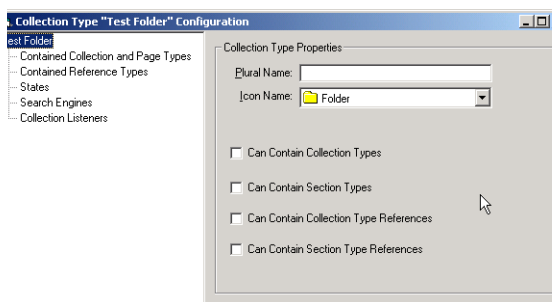 Collection Type "Test Folder" Configuration
est Folder
Contained Collection and Page Types
Contained Reference Types
States
Search Engines
Collection Listeners
Collection Type Properties
Plural Name:
Icon Name: Folder
Can Contain Collection Types
Can Contain Section Types
Can Contain Collection Type References
Can Contain Section Type References